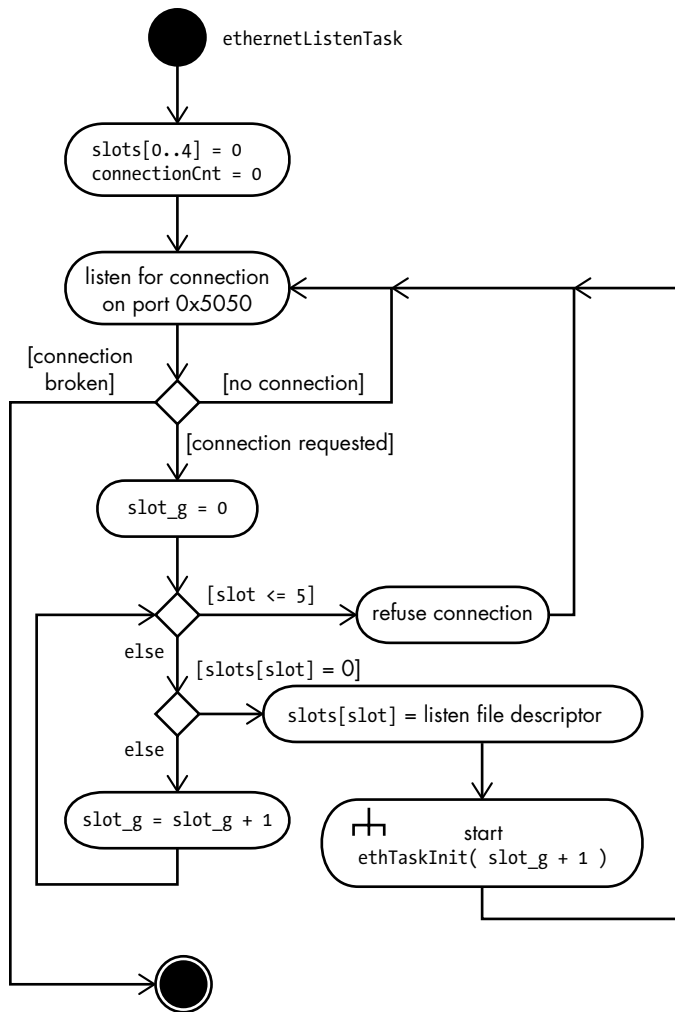 ethernetListenTask
slots[0..4] = 0
connectionCnt = 0
listen for connection
on port 0x5050
[connection
broken]
[no connection]
[connection requested]
slot_g = 0
[slot <= 5]
refuse connection
else
[slots[slot] = 0]
slots[slot] = listen file descriptor
else
slot_g = slot_g + 1
start
ethTaskInit( slot_g + 1 )